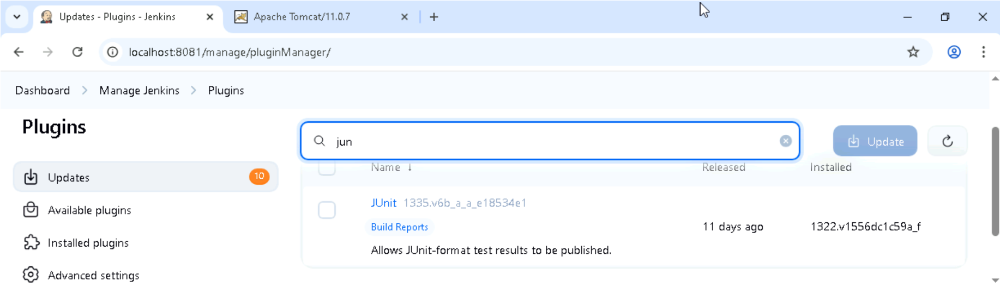 Updates - Plugins - Jenkins
Apache Tomcat/11.0.7
localhost:8081/manage/pluginManager/
Dashboard
Manage Jenkins
Plugins
Plugins
jun
Update
Updates
10
Available plugins
Installed plugins
Advanced settings
Name ↓
Released
Installed
JUnit 1335.v6b_a_a_e18534e1
Build Reports
11 days ago
1322.v1556dc1c59a_f
Allows JUnit-format test results to be published.